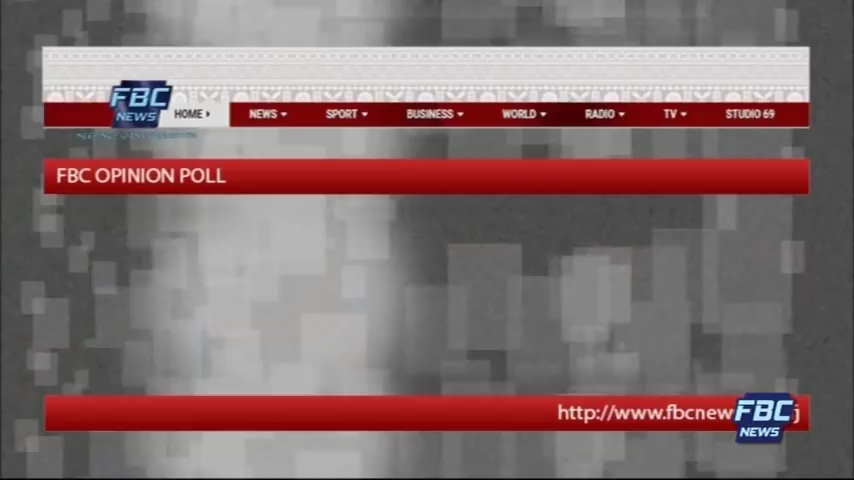 FBC
NEWS
HOME NEWS SPORT BUSINESS WORLD RADIO TV STUDIO 69
FBC OPINION POLL
http://www.fbcnew j
FBC
NEWS